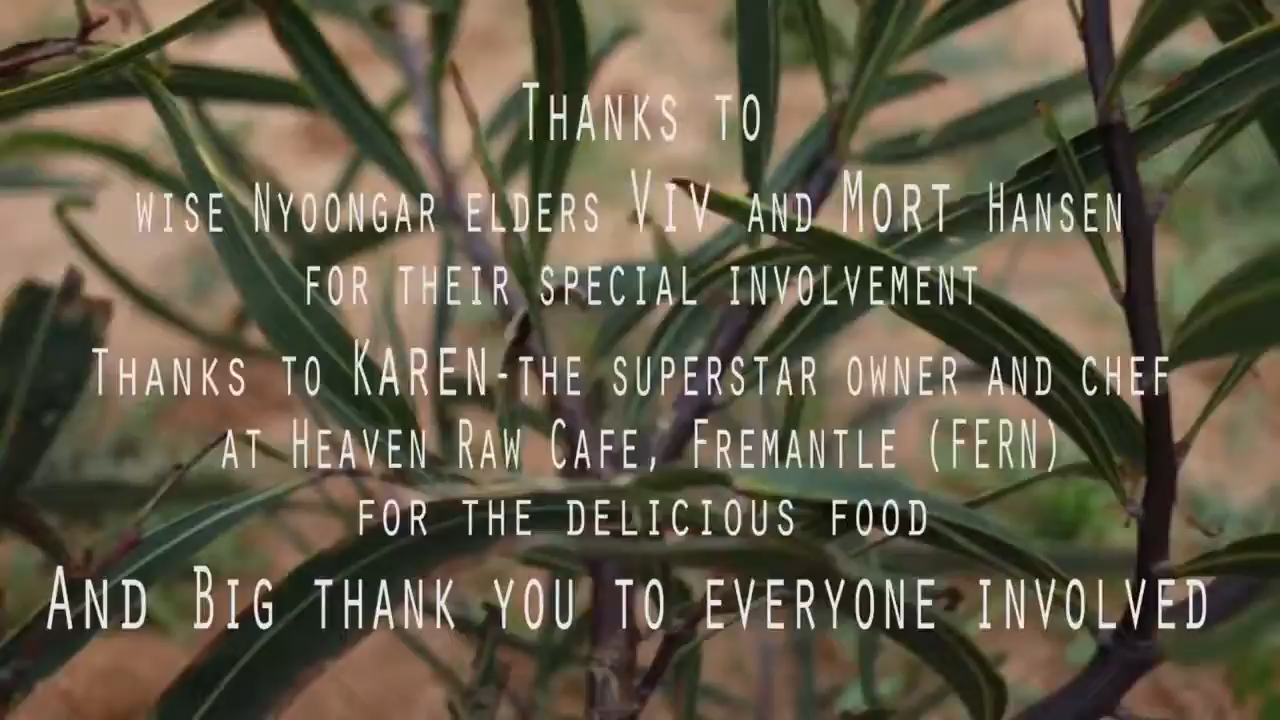 Thanks to
wise Nyoongar elders Viv and Mort Hansen
for their special involvement
Thanks to KAREN-the superstar owner and chef
at Heaven Raw Cafe, Fremantle (FERN)
for the delicious food
And Big thank you to everyone involved